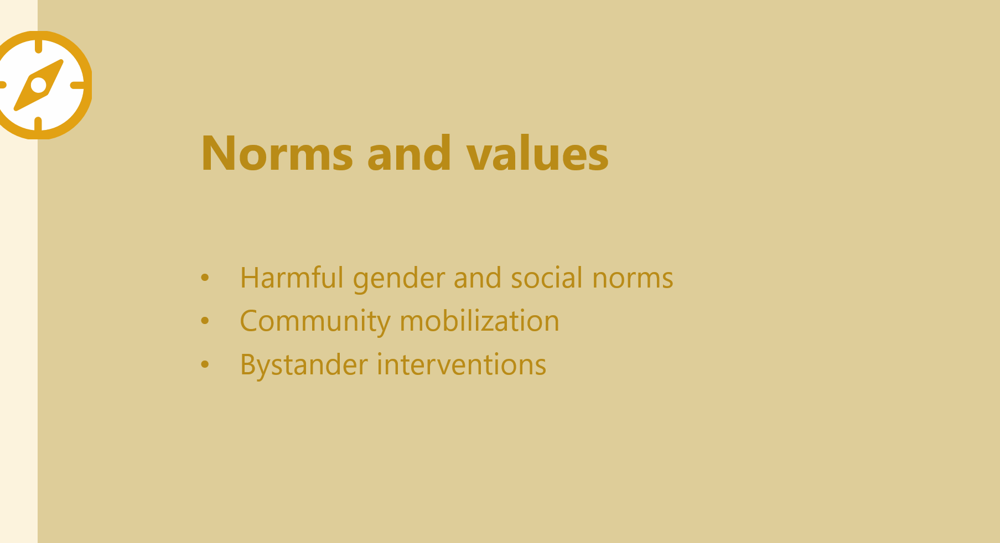 Norms and values
• Harmful gender and social norms
• Community mobilization
• Bystander interventions